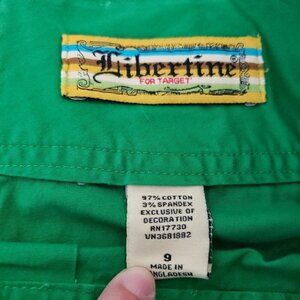 Libertine
FOR TARGET
97% COTTON
3% SPANDEX
EXCLUSIVE OF
DECORATION
RN17730
VN3681882
9
MADE IN
BANGLADESH